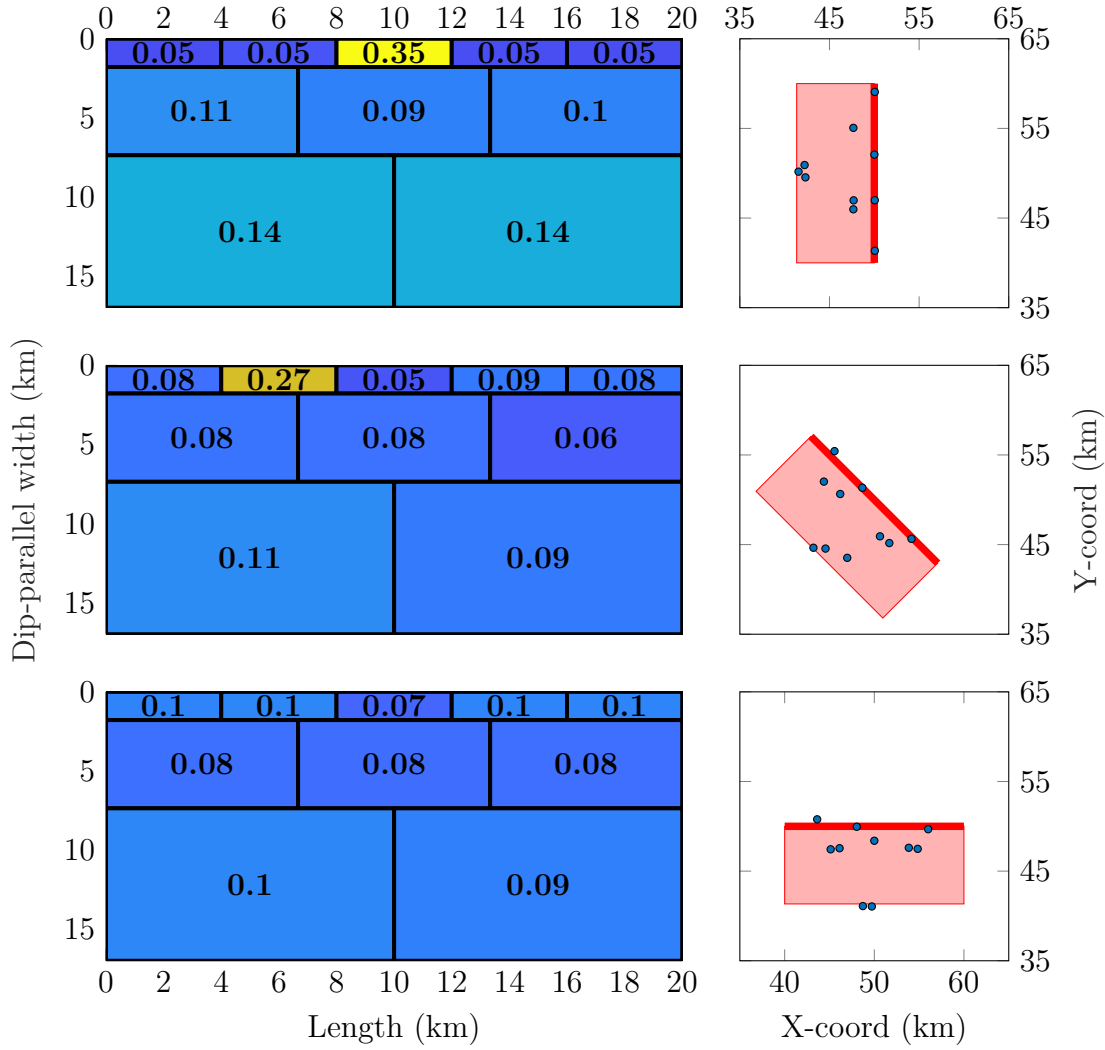 0 2 4 6 8 10 12 14 16 18 20
35 45 55 65
0
0.05 0.05 0.35 0.05 0.05
65
5
0.11 0.09 0.1
55
10
0.14 0.14
45
15
35
0
0.08 0.27 0.05 0.09 0.08
65
5
0.08 0.08 0.06
55
10
0.11 0.09
45
15
35
Dip-parallel width (km)
Y-coord (km)
0
0.1 0.1 0.07 0.1 0.1
65
5
0.08 0.08 0.08
55
10
0.1 0.09
45
15
35
0 2 4 6 8 10 12 14 16 18 20
40 50 60
Length (km)
X-coord (km)